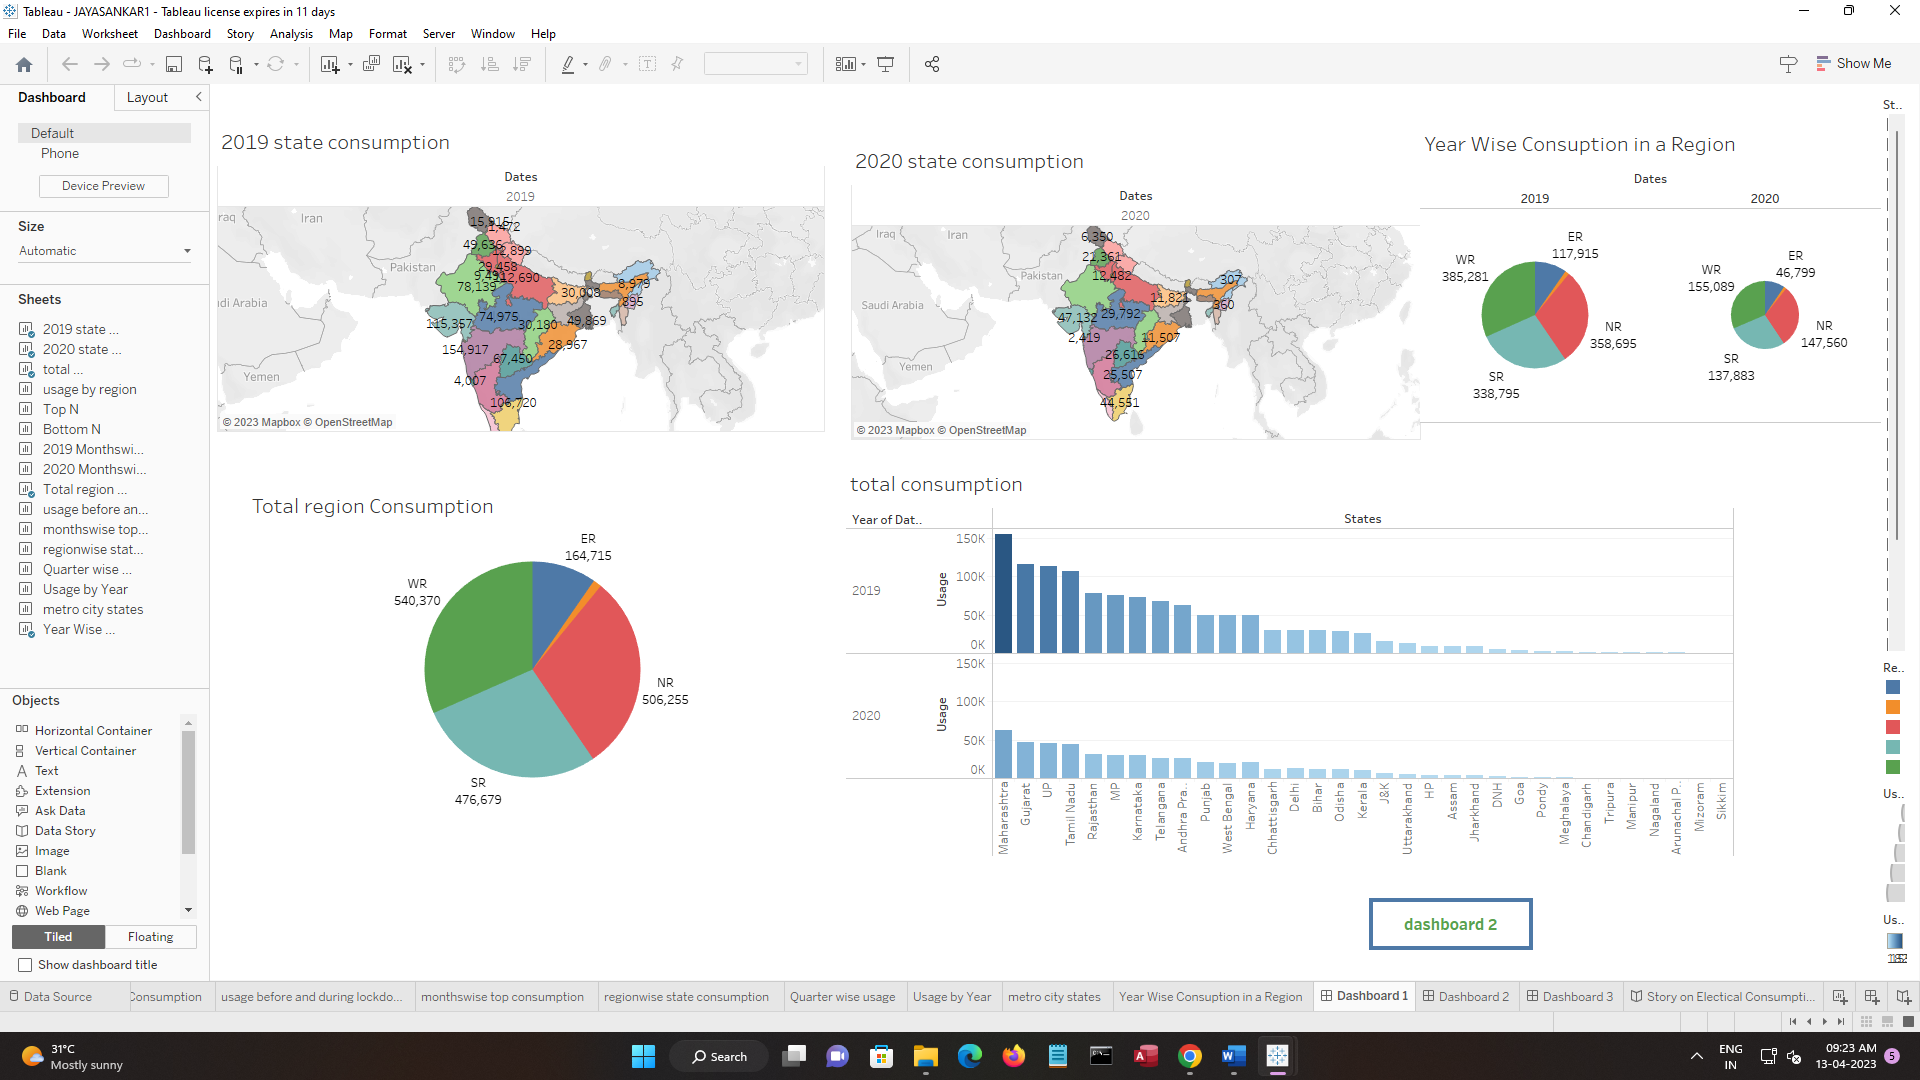 Tableau - JAYASANKAR1 - Tableau license expires in 11 days
File Data Worksheet Dashboard Story Analysis Map Format Server Window Help
Show Me
Dashboard Layout
Default
Phone
Device Preview
Size
Automatic
Sheets
2019 state ...
2020 state ...
total ...
usage by region
Top N
Bottom N
2019 Monthswi...
2020 Monthswi...
Total region ...
usage before an...
monthswise top...
regionwise stat...
Quarter wise ...
Usage by Year
metro city states
Year Wise ...
Objects
Horizontal Container
Vertical Container
Text
Extension
Ask Data
Data Story
Image
Blank
Workflow
Web Page
Tiled Floating
Show dashboard title
2019 state consumption
Dates
2019
Iran
Pakistan
Yemen
15,915
1,472
49,636
12,899
29,458
112,690
78,139
30,008
8,979
895
115,357
74,975
30,180
49,869
154,917
67,450
28,967
4,007
106,720
© 2023 Mapbox © OpenStreetMap
2020 state consumption
Dates
2020
Iraq
Iran
Pakistan
Saudi Arabia
Yemen
6,350
21,361
12,482
307
11,821
360
47,132
29,792
2,419
11,507
26,616
25,507
44,551
© 2023 Mapbox © OpenStreetMap
Year Wise Consuption in a Region
Dates
2019 2020
ER
117,915
WR
385,281
NR
358,695
SR
338,795
ER
46,799
WR
155,089
NR
147,560
SR
137,883
St..
Re..
Us..
Us..
Total region Consumption
ER
164,715
WR
540,370
NR
506,255
SR
476,679
total consumption
Year of Dat..
States
2019
Usage
150K
100K
50K
0K
2020
Usage
150K
100K
50K
0K
Maharashtra
Gujarat
UP
Tamil Nadu
Rajasthan
MP
Karnataka
Telangana
Andhra Pra..
Punjab
West Bengal
Haryana
Chhattisgarh
Delhi
Bihar
Odisha
Kerala
J&K
Uttarakhand
HP
Assam
Jharkhand
DNH
Goa
Pondy
Meghalaya
Chandigarh
Tripura
Manipur
Nagaland
Arunachal P..
Mizoram
Sikkim
dashboard 2
Data Source Consumption usage before and during lockdo... monthswise top consumption regionwise state consumption Quarter wise usage Usage by Year metro city states Year Wise Consuption in a Region Dashboard 1 Dashboard 2 Dashboard 3 Story on Electical Consumpti...
31°C
Mostly sunny
Search
ENG
IN
09:23 AM
13-04-2023
5